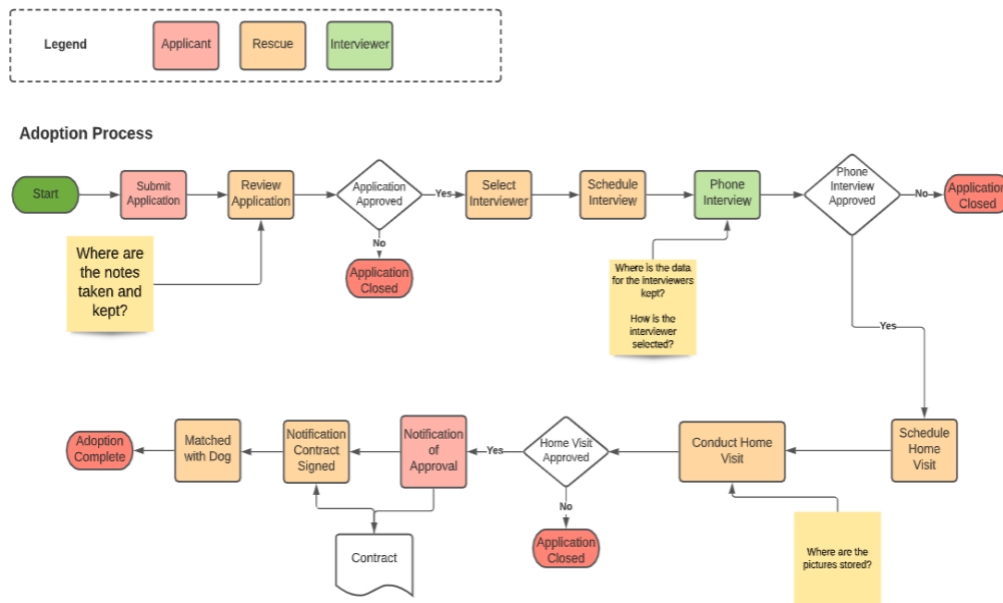 Legend
Applicant
Rescue
Interviewer
Adoption Process
Start
Submit
Application
Review
Application
Application
Approved
Yes
No
Application
Closed
Select
Interviewer
Schedule
Interview
Phone
Interview
Phone
Interview
Approved
No
Application
Closed
Where are
the notes
taken and
kept?
Where is the data
for the interviewers
kept?
How is the
interviewer
selected?
Yes
Schedule
Home
Visit
Conduct Home
Visit
Where are the
pictures stored?
Home Visit
Approved
No
Application
Closed
Yes
Notification
of
Approval
Contract
Notification
Contract
Signed
Matched
with Dog
Adoption
Complete